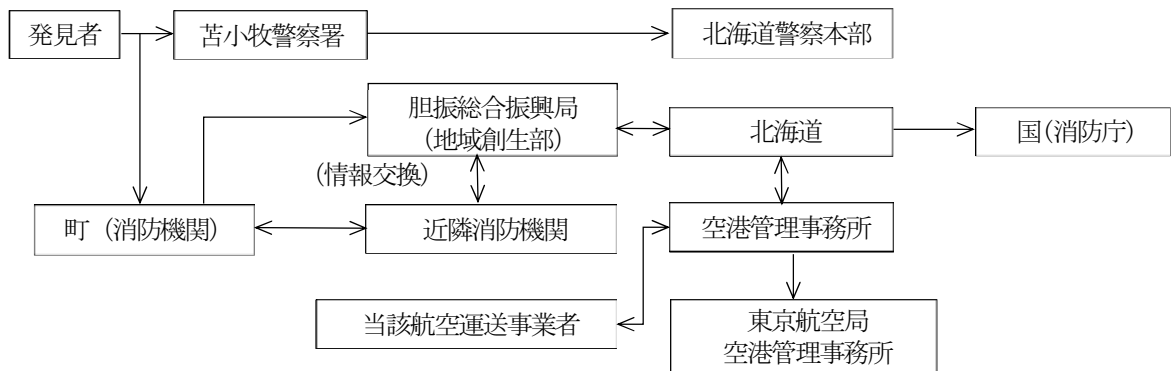 発見者
苫小牧警察署
北海道警察本部
胆振総合振興局
(地域創生部)
北海道
国(消防庁)
(情報交換)
町(消防機関)
近隣消防機関
空港管理事務所
当該航空運送事業者
東京航空局
空港管理事務所